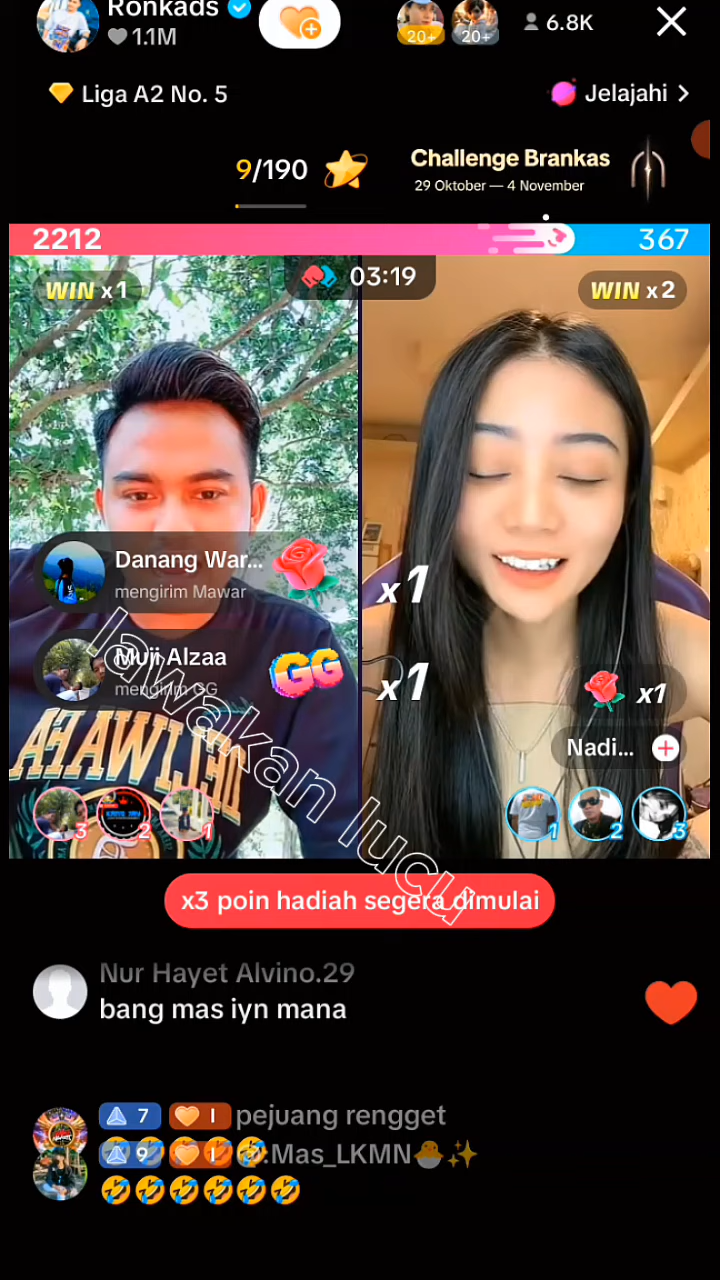 Ronkads
1.1M
20+
20+
6.8K
Liga A2 No. 5
Jelajahi
9/190
Challenge Brankas
29 Oktober — 4 November
2212
367
WIN x1
03:19
WIN x2
Danang War...
mengirim Mawar
x1
Muji Alzaa
mengirim GG
GG
x1
x1
Nadi...
lawakan lucu
3
2
1
1
2
3
x3 poin hadiah segera dimulai
Nur Hayet Alvino.29
bang mas iyn mana
7
I
pejuang rengget
🤣🤣🤣🤣🤣
9
I
@.Mas_LKMN🐣✨
🤣🤣🤣🤣🤣🤣